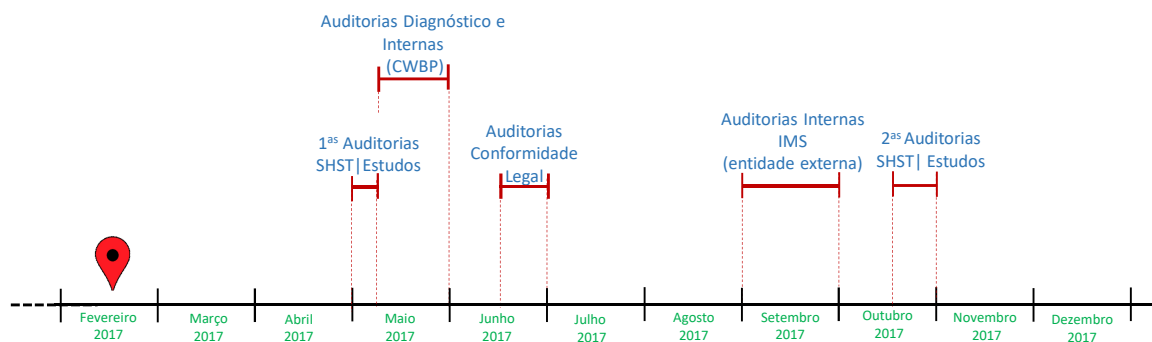 Auditorias Diagnóstico e
Internas
(CWBP)
1as Auditorias
SHST|Estudos
Auditorias
Conformidade
Legal
Auditorias Internas
IMS
(entidade externa)
2as Auditorias
SHST| Estudos
Fevereiro
2017
Março
2017
Abril
2017
Maio
2017
Junho
2017
Julho
2017
Agosto
2017
Setembro
2017
Outubro
2017
Novembro
2017
Dezembro
2017